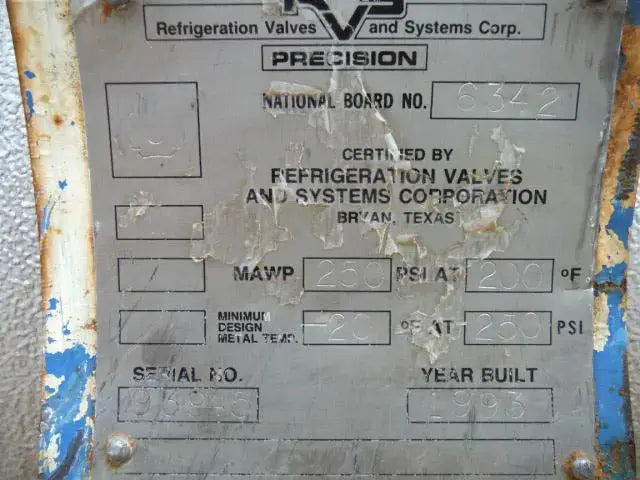 RVS
Refrigeration Valves and Systems Corp.
PRECISION
NATIONAL BOARD NO. 6342
U
CERTIFIED BY
REFRIGERATION VALVES
AND SYSTEMS CORPORATION
BRYAN, TEXAS
MAWP 250 PSI AT 200 °F
MINIMUM
DESIGN
METAL TEMP. -20 °F AT 250 PSI
SERIAL NO. YEAR BUILT
1993